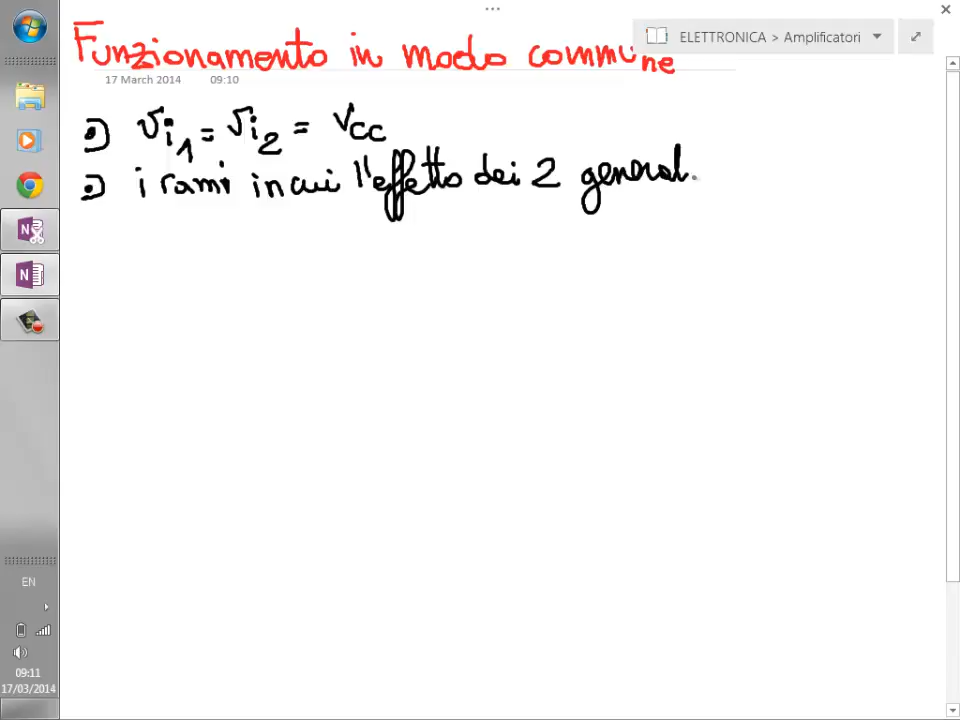 Funzionamento in modo commune
ELETTRONICA > Amplificatori
17 March 2014 09:10
•) vi1 = vi2 = Vcc
•) i rami in cui l'effetto dei 2 general
EN
09:11
17/03/2014